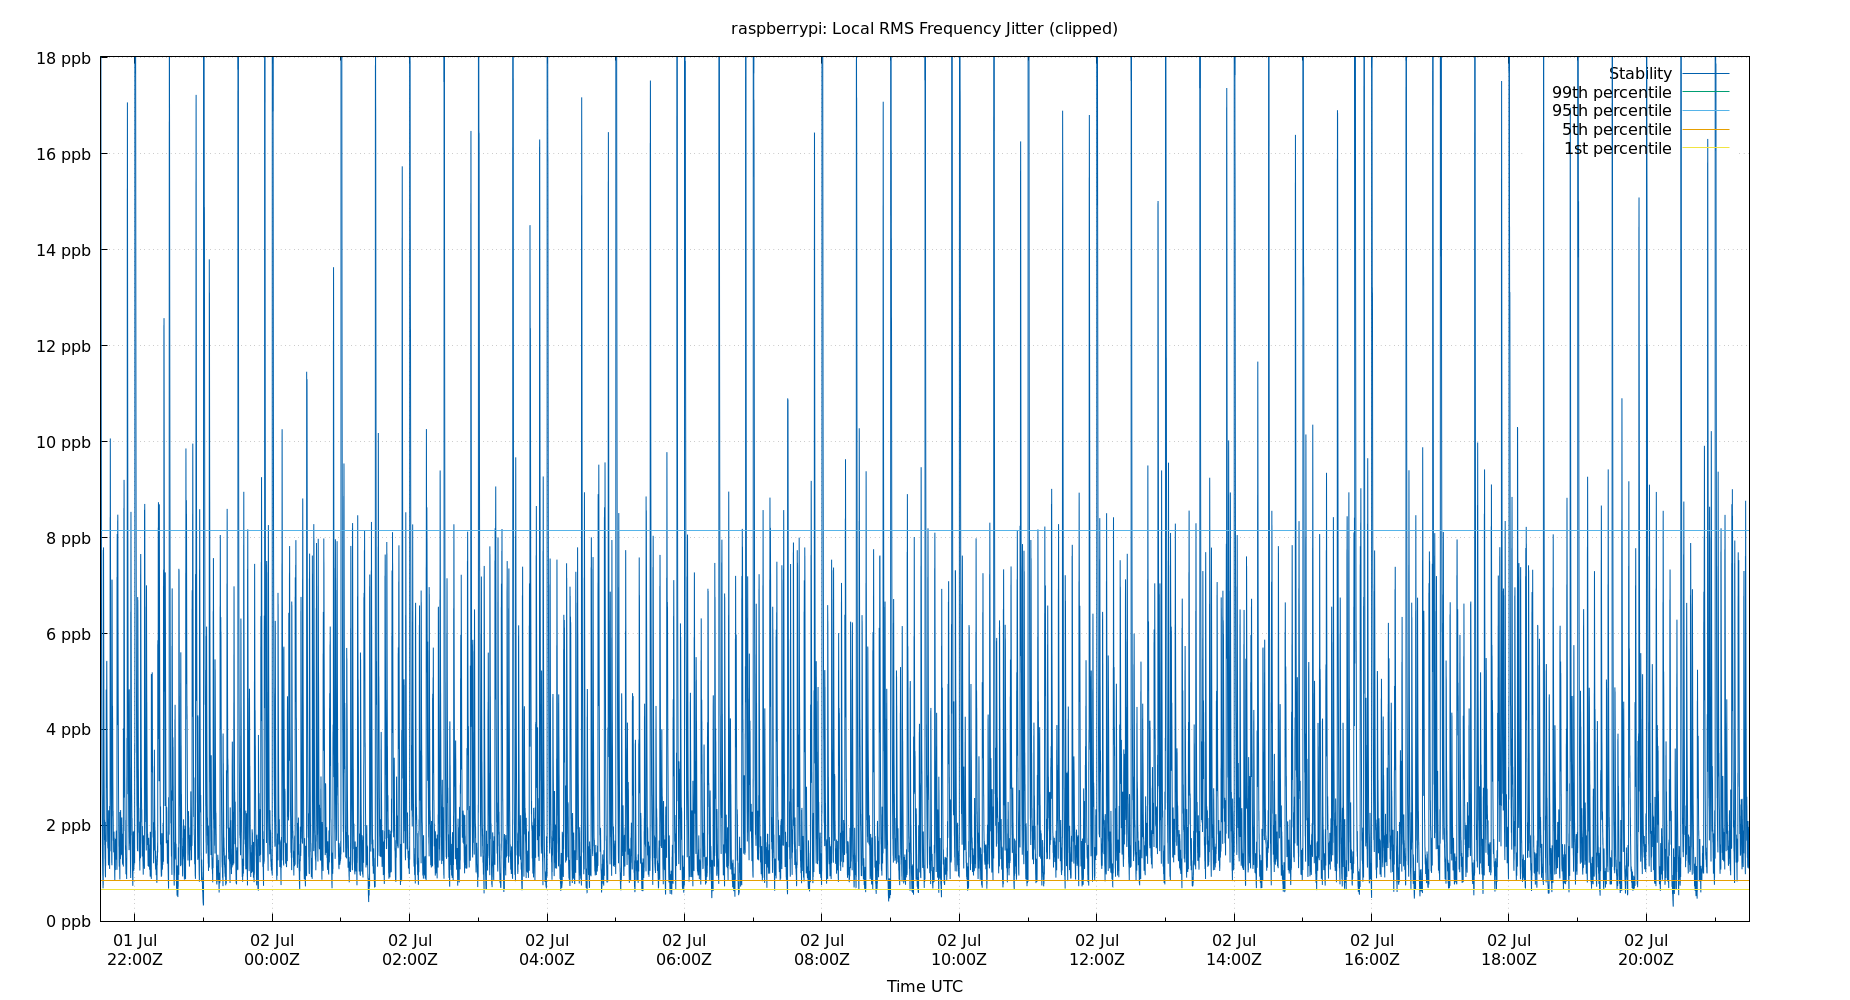 raspberrypi: Local RMS Frequency Jitter (clipped)
18 ppb
16 ppb
14 ppb
12 ppb
10 ppb
8 ppb
6 ppb
4 ppb
2 ppb
0 ppb
Stability
99th percentile
95th percentile
5th percentile
1st percentile
01 Jul 02 Jul 02 Jul 02 Jul 02 Jul 02 Jul 02 Jul 02 Jul 02 Jul 02 Jul 02 Jul 02 Jul
22:00Z 00:00Z 02:00Z 04:00Z 06:00Z 08:00Z 10:00Z 12:00Z 14:00Z 16:00Z 18:00Z 20:00Z
Time UTC